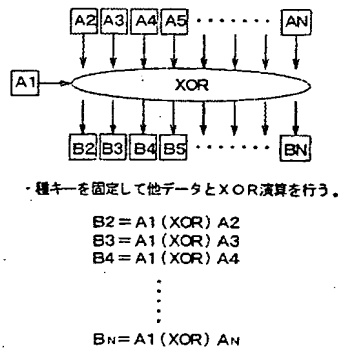 A2 A3 A4 A5 ・・・・・・・ AN
A1
XOR
B2 B3 B4 B5 ・・・・・・・ BN
・種キーを固定して他データとXOR演算を行う。
B2=A1(XOR)A2
B3=A1(XOR)A3
B4=A1(XOR)A4
BN=A1(XOR)AN